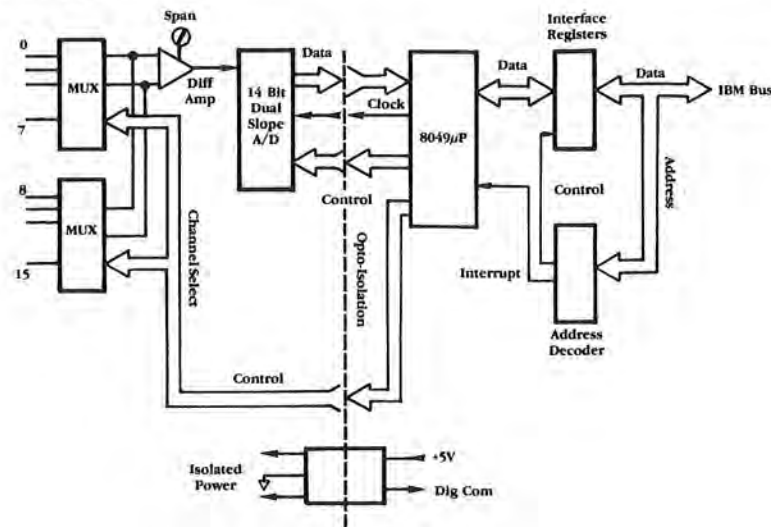 Span
0
7
MUX
Diff
Amp
14 Bit
Dual
Slope
A/D
Data
Clock
Control
8049μP
Data
Interface
Registers
Data
IBM Bus
Address
Control
Interrupt
Address
Decoder
8
15
MUX
Channel Select
Opto-Isolation
Control
Isolated
Power
+5V
Dig Com